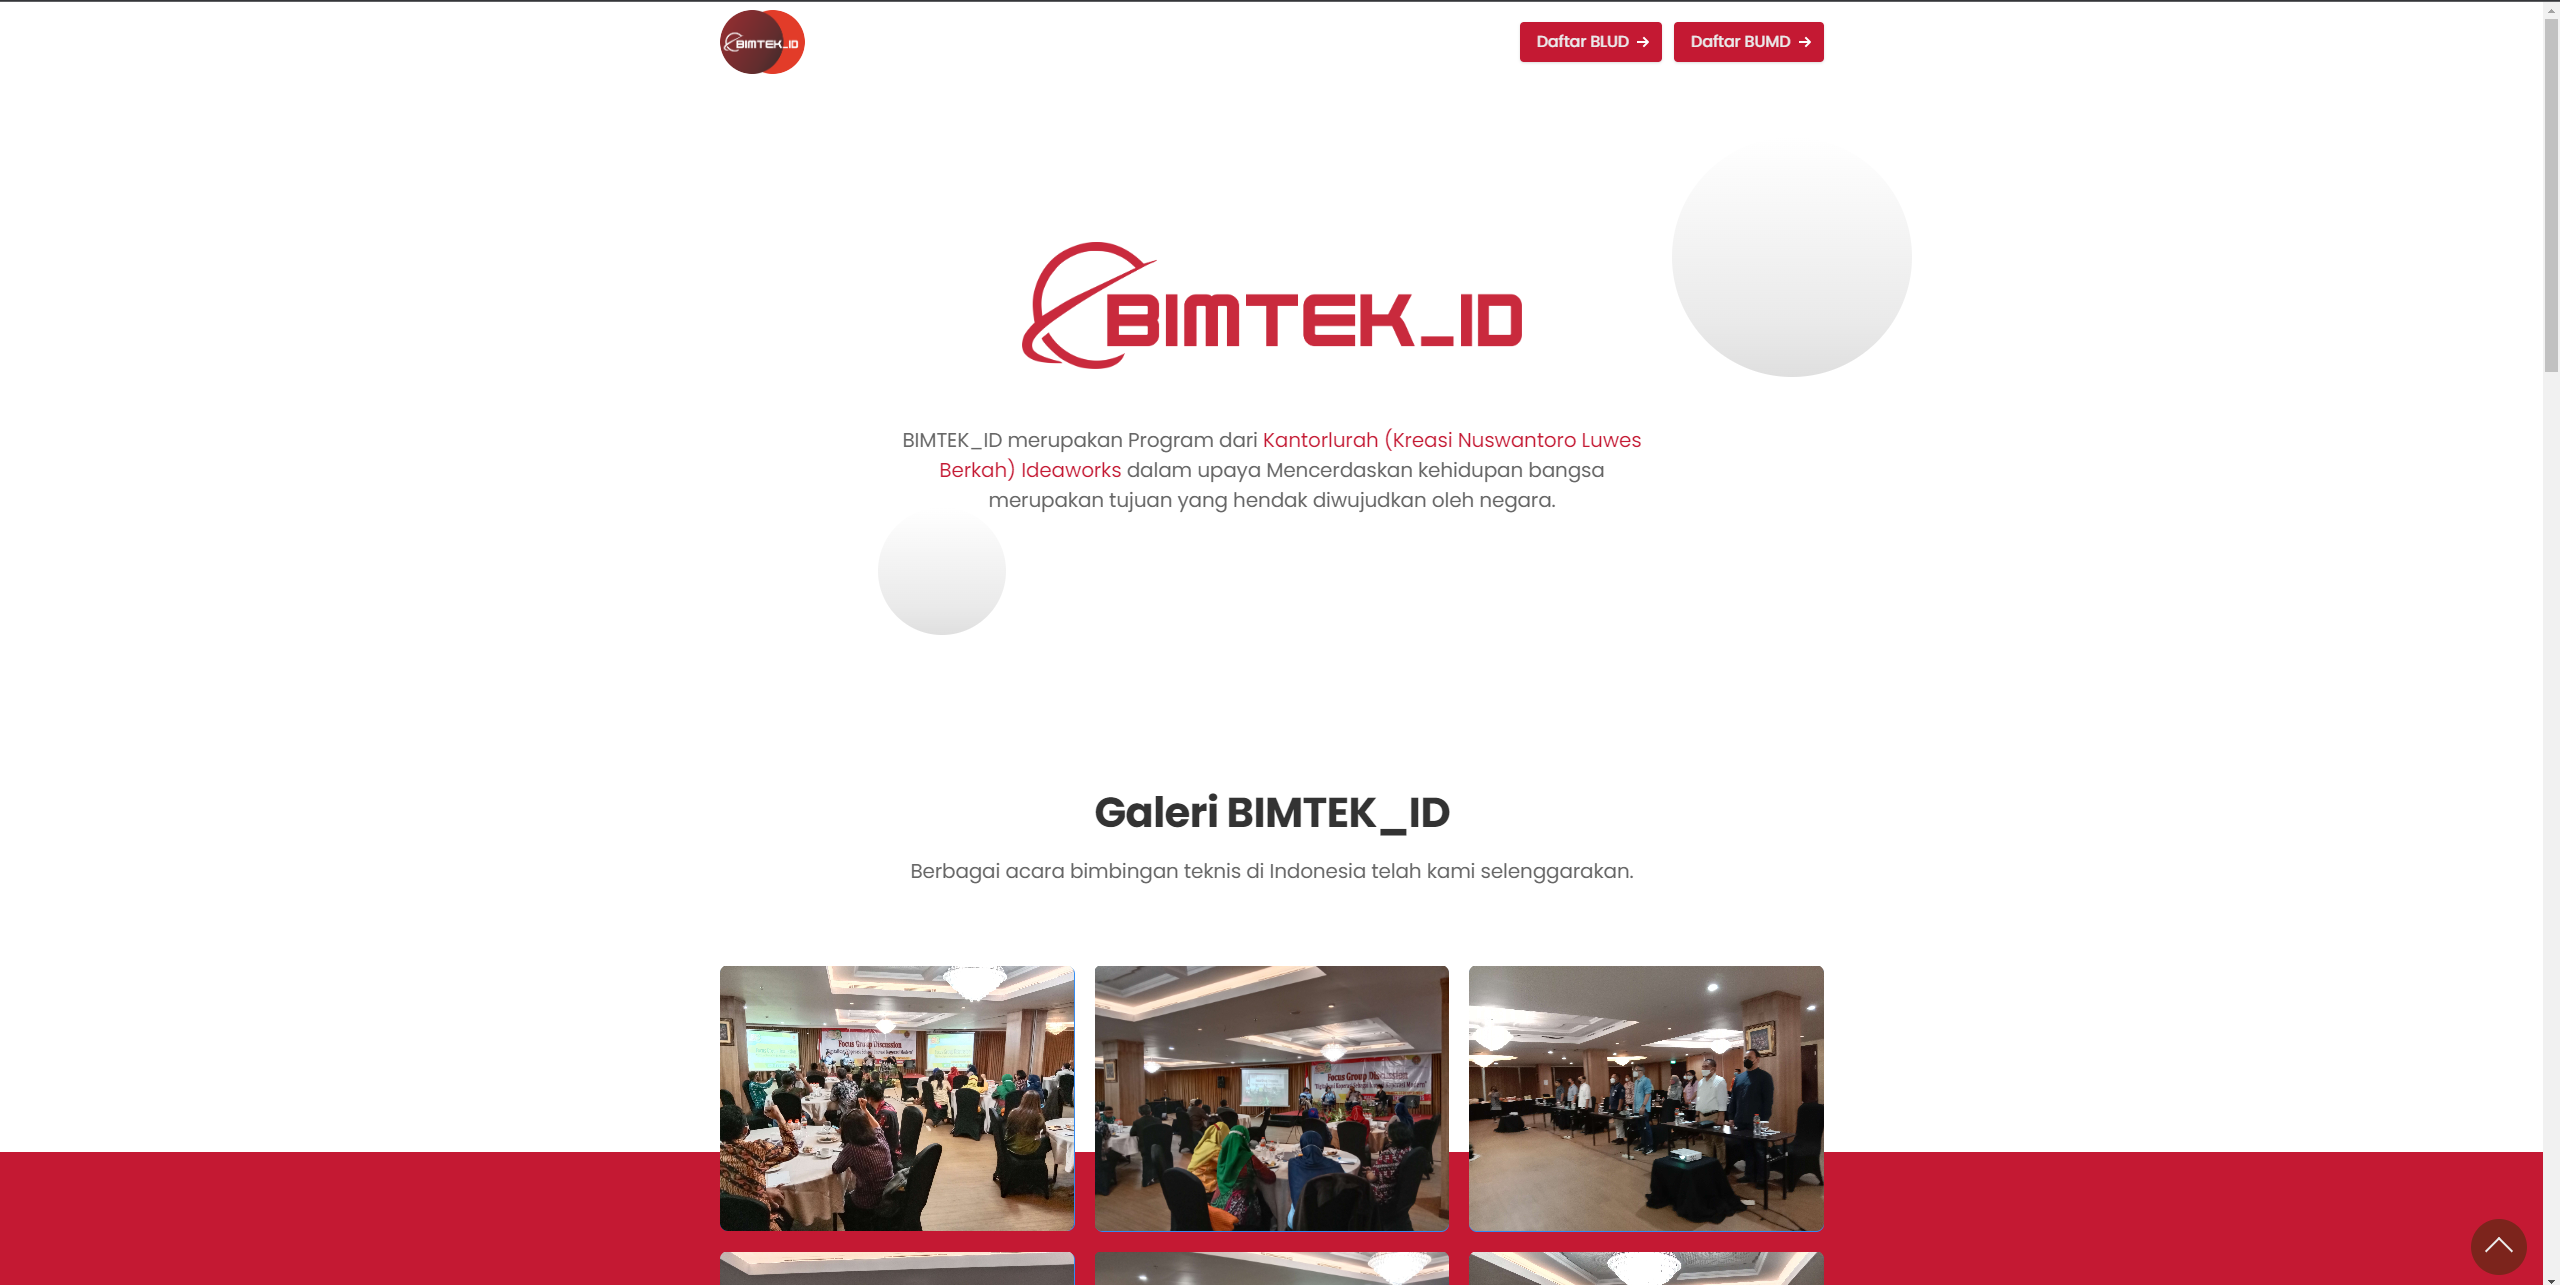 BIMTEK_ID
Daftar BLUD
Daftar BUMD
BIMTEK_ID
BIMTEK_ID merupakan Program dari Kantorlurah (Kreasi Nuswantoro Luwes
Berkah) Ideaworks dalam upaya Mencerdaskan kehidupan bangsa
merupakan tujuan yang hendak diwujudkan oleh negara.
Galeri BIMTEK_ID
Berbagai acara bimbingan teknis di Indonesia telah kami selenggarakan.
Focus Group Discussion
Focus Group Discussion